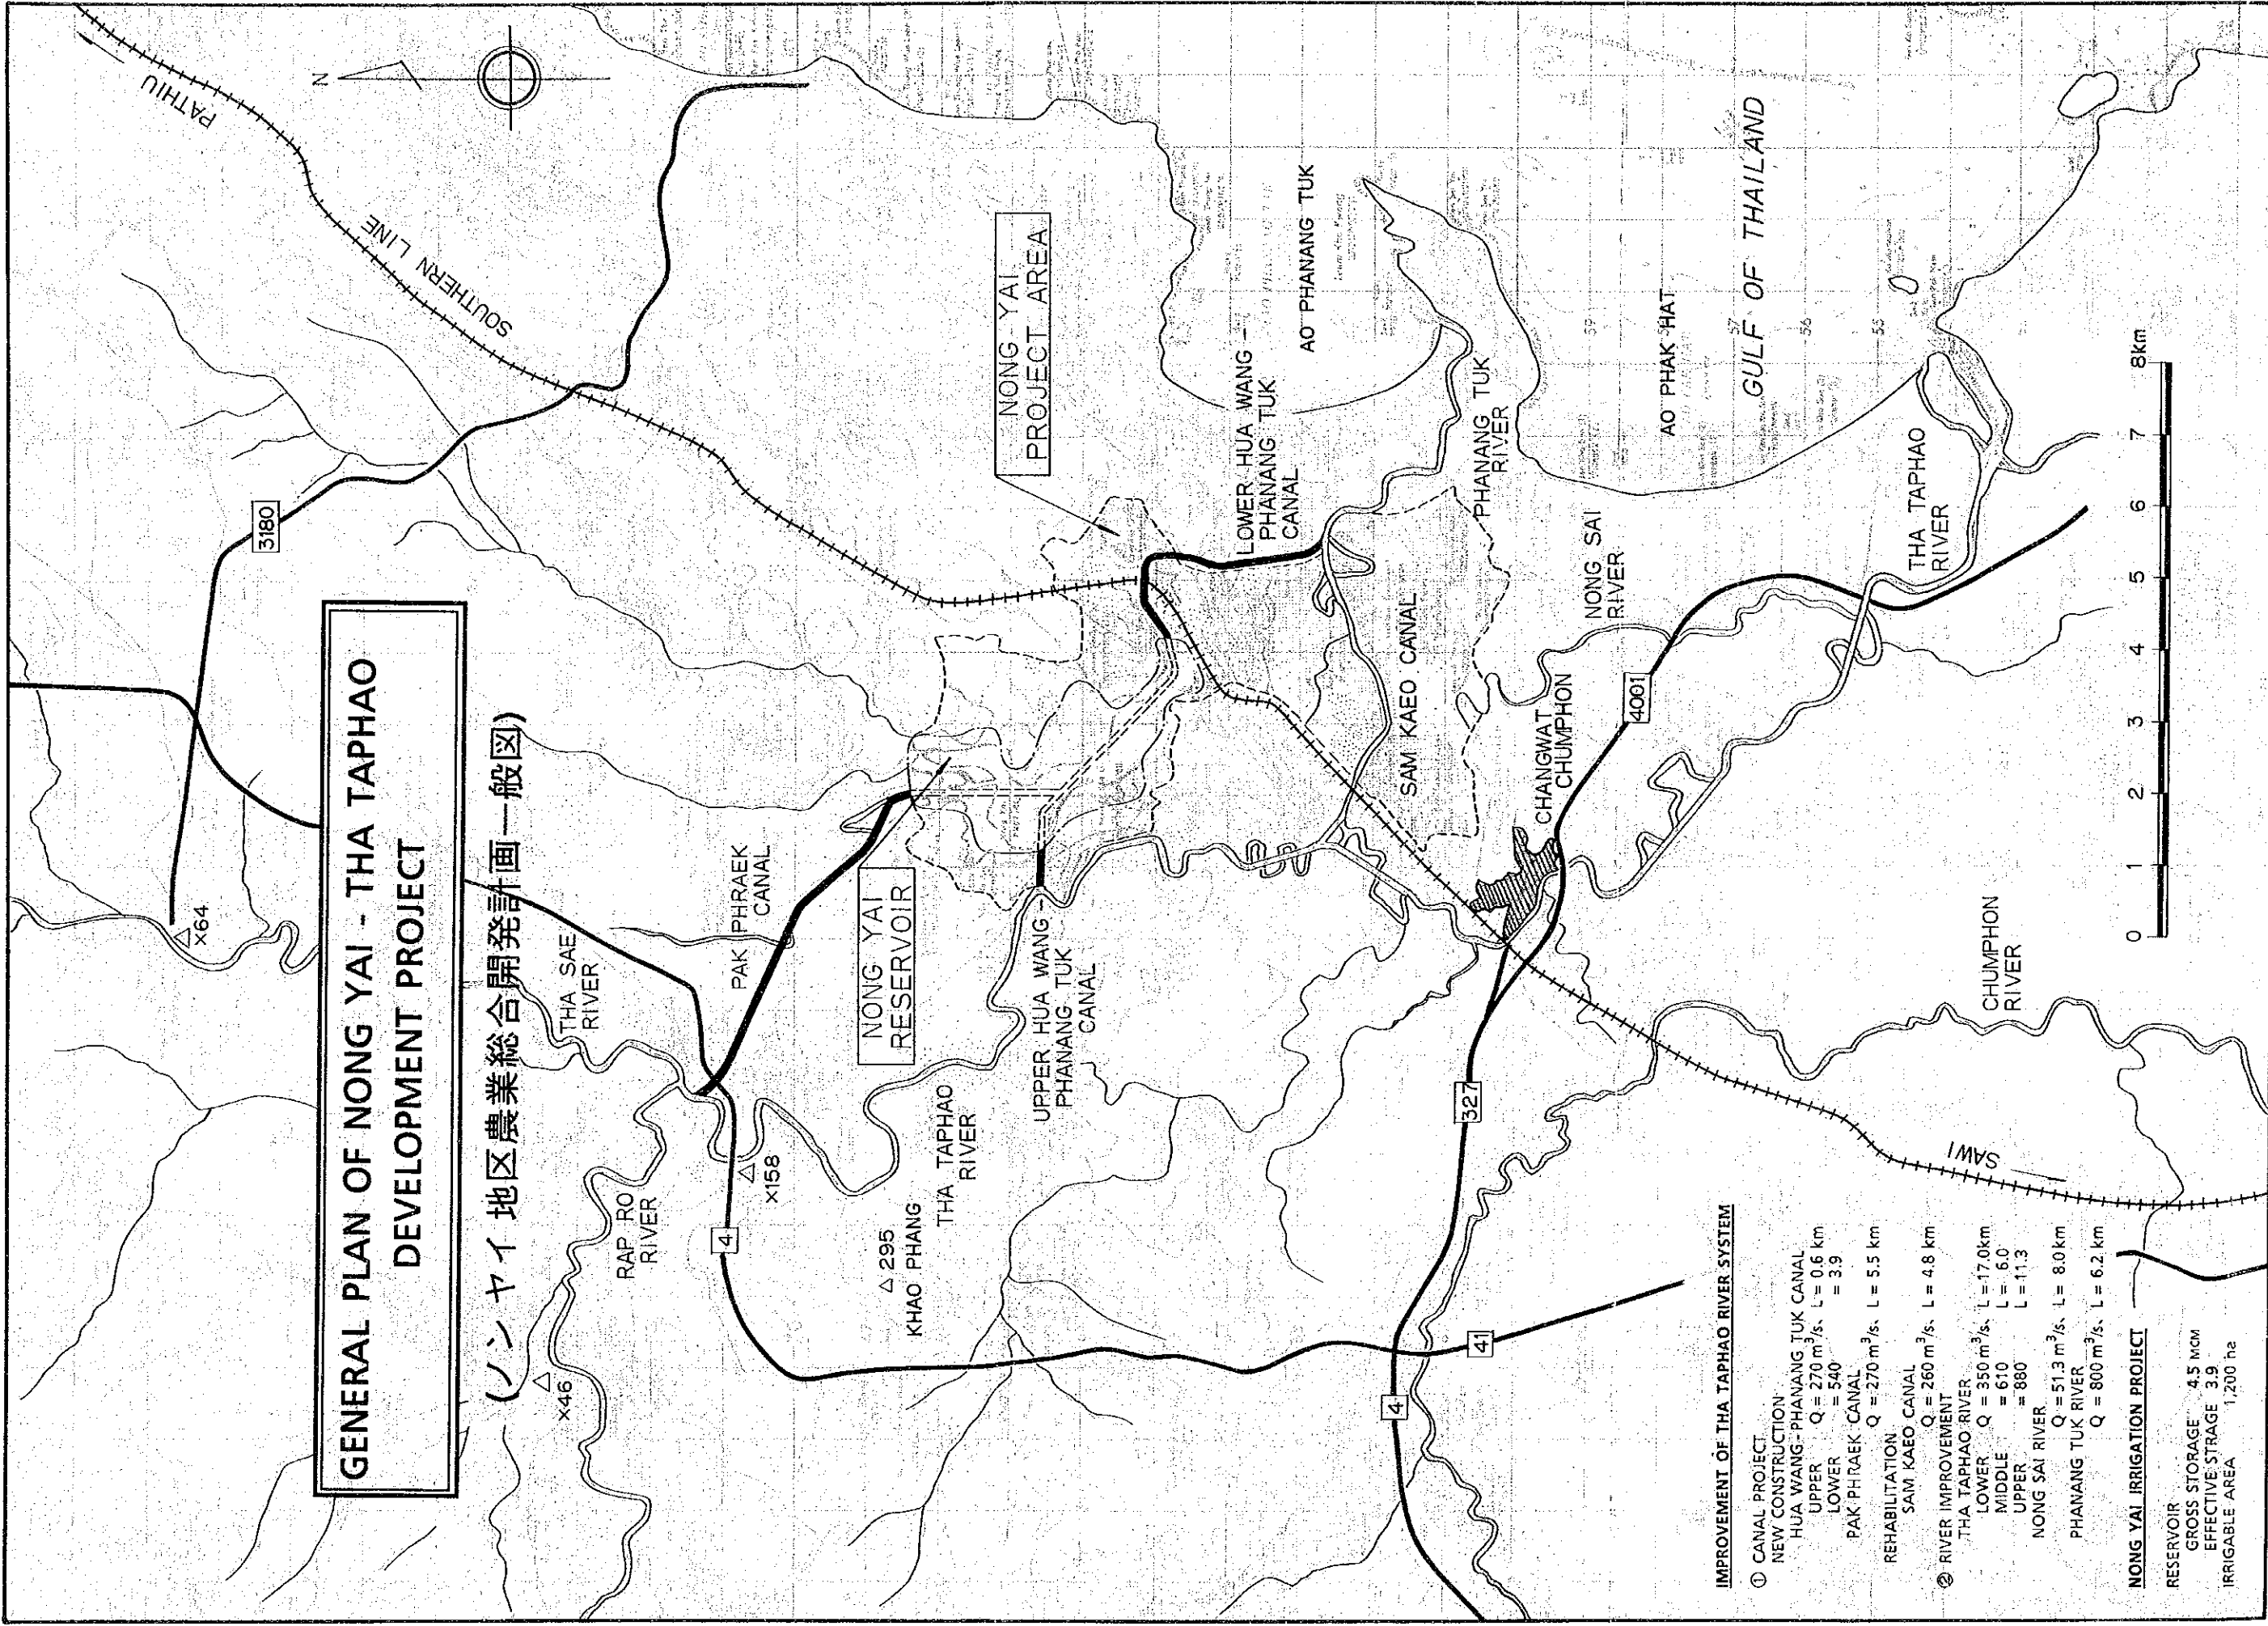 GENERAL PLAN OF NONG YAI - THA TAPHAO
DEVELOPMENT PROJECT
(ノンヤイ地区農業総合開発計画一般図)
N
PATHIU
SOUTHERN LINE
3180
×64
×46
RAP RO
RIVER
THA SAE
RIVER
4
×158
PAK PHRAEK
CANAL
NONG YAI
RESERVOIR
295
KHAO PHANG
THA TAPHAO
RIVER
UPPER HUA WANG -
PHANANG TUK
CANAL
NONG YAI
PROJECT AREA
LOWER HUA WANG -
PHANANG TUK
CANAL
AO PHANANG TUK
SAM KAEO CANAL
PHANANG TUK
RIVER
NONG SAI
RIVER
CHANGWAT
CHUMPHON
4001
AO PHAK HAT
GULF OF THAILAND
59
57
56
55
THA TAPHAO
RIVER
327
4
41
CHUMPHON
RIVER
SAWI
0 1 2 3 4 5 6 7 8km
IMPROVEMENT OF THA TAPHAO RIVER SYSTEM
① CANAL PROJECT
NEW CONSTRUCTION
HUA WANG-PHANANG TUK CANAL
UPPER Q = 270 m³/s、L = 0.6 km
LOWER = 540 = 3.9
PAK PHRAEK CANAL
Q = 270 m³/s、L = 5.5 km
REHABILITATION
SAM KAEO CANAL
Q = 260 m³/s、L = 4.8 km
② RIVER IMPROVEMENT
THA TAPHAO RIVER
LOWER Q = 350 m³/s、L = 17.0km
MIDDLE = 610 L = 6.0
UPPER = 880 L = 11.3
NONG SAI RIVER
Q = 51.3 m³/s、L = 8.0 km
PHANANG TUK RIVER
Q = 800 m³/s、L = 6.2 km
NONG YAI IRRIGATION PROJECT
RESERVOIR
GROSS STORAGE 4.5 MCM
EFFECTIVE STRAGE 3.9
IRRIGABLE AREA 1,200 ha